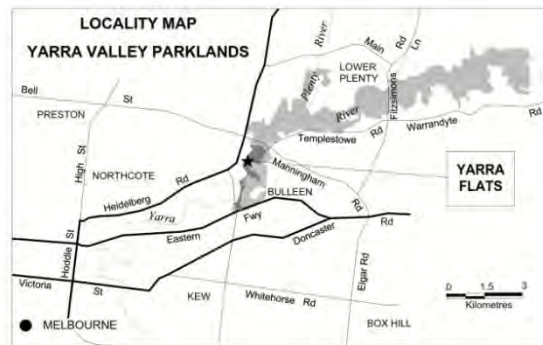 LOCALITY MAP
YARRA VALLEY PARKLANDS
River
Main
Rd
Ln
Rd
LOWER
PLENTY
Plenty
River
Fitzsimons
Bell
St
PRESTON
Templestowe
Rd
Warrandyte
Rd
High St
NORTHCOTE
Manningham
Rd
YARRA
FLATS
Heidelberg
Rd
BULLEEN
Yarra
Eastern
Fwy
Doncaster
Rd
Hoddle St
Elgar Rd
Victoria
St
KEW
Whitehorse
Rd
0 1.5 3
Kilometres
MELBOURNE
BOX HILL